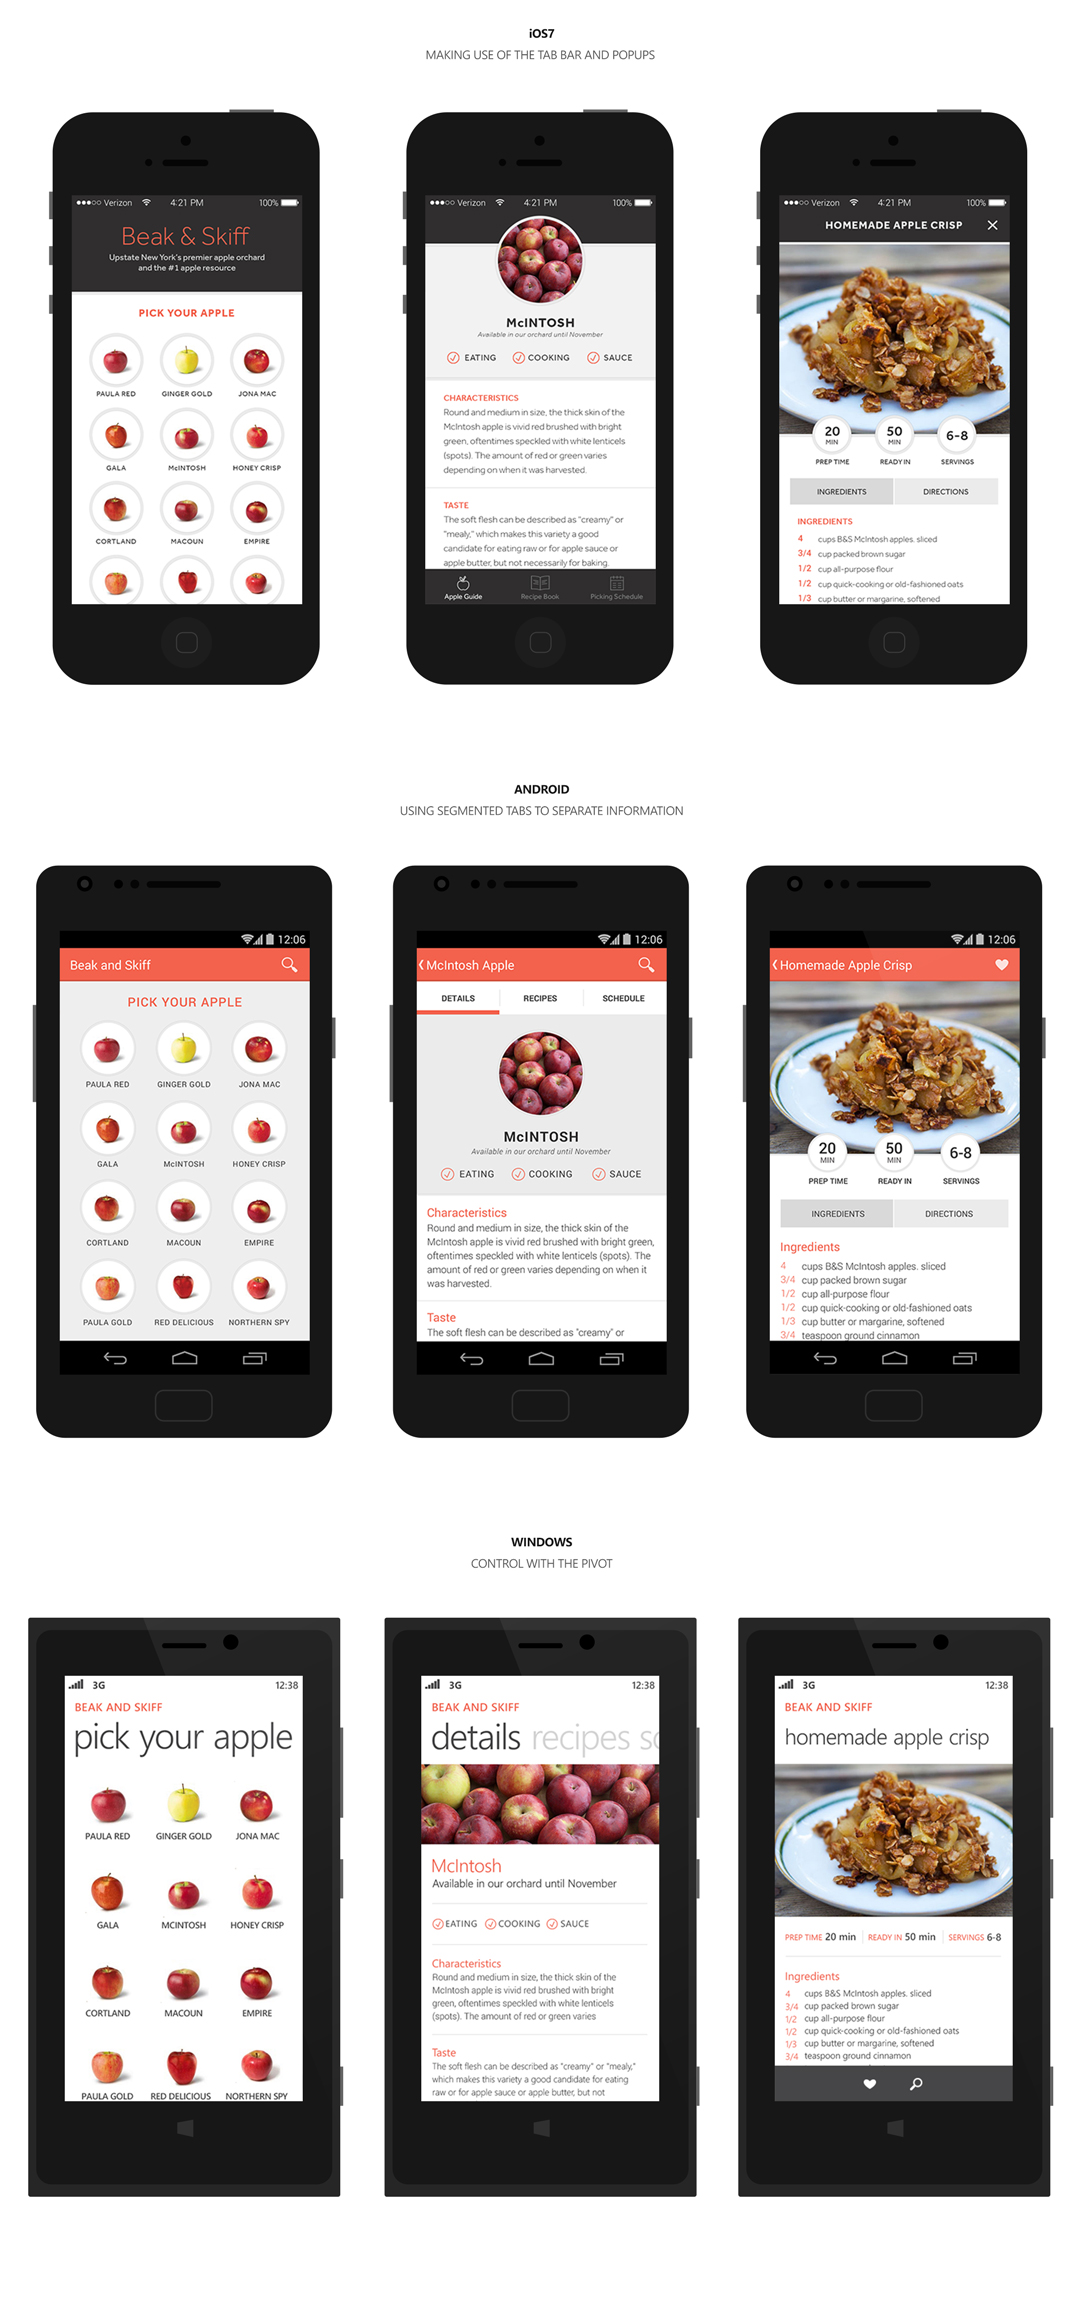 iOS7
MAKING USE OF THE TAB BAR AND POPUPS
Verizon 4:21 PM 100%
Beak & Skiff
Upstate New York's premier apple orchard
and the #1 apple resource
PICK YOUR APPLE
PAULA RED GINGER GOLD JONA MAC
GALA McINTOSH HONEY CRISP
CORTLAND MACOUN EMPIRE
Verizon 4:21 PM 100%
McINTOSH
Available in our orchard until November
EATING COOKING SAUCE
CHARACTERISTICS
Round and medium in size, the thick skin of the
McIntosh apple is vivid red brushed with bright
green, oftentimes speckled with white lenticels
(spots). The amount of red or green varies
depending on when it was harvested.
TASTE
The soft flesh can be described as "creamy" or
"mealy," which makes this variety a good
candidate for eating raw or for apple sauce or
apple butter, but not necessarily for baking.
Apple Guide Recipe Book Picking Schedule
Verizon 4:21 PM 100%
HOMEMADE APPLE CRISP
20 MIN 50 MIN 6-8
PREP TIME READY IN SERVINGS
INGREDIENTS DIRECTIONS
INGREDIENTS
4 cups B&S McIntosh apples. sliced
3/4 cup packed brown sugar
1/2 cup all-purpose flour
1/2 cup quick-cooking or old-fashioned oats
1/3 cup butter or margarine, softened
ANDROID
USING SEGMENTED TABS TO SEPARATE INFORMATION
12:06
Beak and Skiff
PICK YOUR APPLE
PAULA RED GINGER GOLD JONA MAC
GALA McINTOSH HONEY CRISP
CORTLAND MACOUN EMPIRE
PAULA GOLD RED DELICIOUS NORTHERN SPY
12:06
McIntosh Apple
DETAILS RECIPES SCHEDULE
McINTOSH
Available in our orchard until November
EATING COOKING SAUCE
Characteristics
Round and medium in size, the thick skin of the
McIntosh apple is vivid red brushed with bright green,
oftentimes speckled with white lenticels (spots). The
amount of red or green varies depending on when it
was harvested.
Taste
The soft flesh can be described as "creamy" or
12:06
Homemade Apple Crisp
20 MIN 50 MIN 6-8
PREP TIME READY IN SERVINGS
INGREDIENTS DIRECTIONS
Ingredients
4 cups B&S McIntosh apples. sliced
3/4 cup packed brown sugar
1/2 cup all-purpose flour
1/2 cup quick-cooking or old-fashioned oats
1/3 cup butter or margarine, softened
3/4 teaspoon ground cinnamon
WINDOWS
CONTROL WITH THE PIVOT
3G 12:38
BEAK AND SKIFF
pick your apple
PAULA RED GINGER GOLD JONA MAC
GALA MCINTOSH HONEY CRISP
CORTLAND MACOUN EMPIRE
PAULA GOLD RED DELICIOUS NORTHERN SPY
3G 12:38
BEAK AND SKIFF
details recipes sc
McIntosh
Available in our orchard until November
EATING COOKING SAUCE
Characteristics
Round and medium in size, the thick skin of the
McIntosh apple is vivid red brushed with bright
green, oftentimes speckled with white lenticels
(spots). The amount of red or green varies
Taste
The soft flesh can be described as "creamy" or "mealy,"
which makes this variety a good candidate for eating
raw or for apple sauce or apple butter, but not
3G 12:38
BEAK AND SKIFF
homemade apple crisp
PREP TIME 20 min READY IN 50 min SERVINGS 6-8
Ingredients
4 cups B&S McIntosh apples. sliced
3/4 cup packed brown sugar
1/2 cup all-purpose flour
1/2 cup quick-cooking or old-fashioned oats
1/3 cup butter or margarine, softened
3/4 teaspoon ground cinnamon